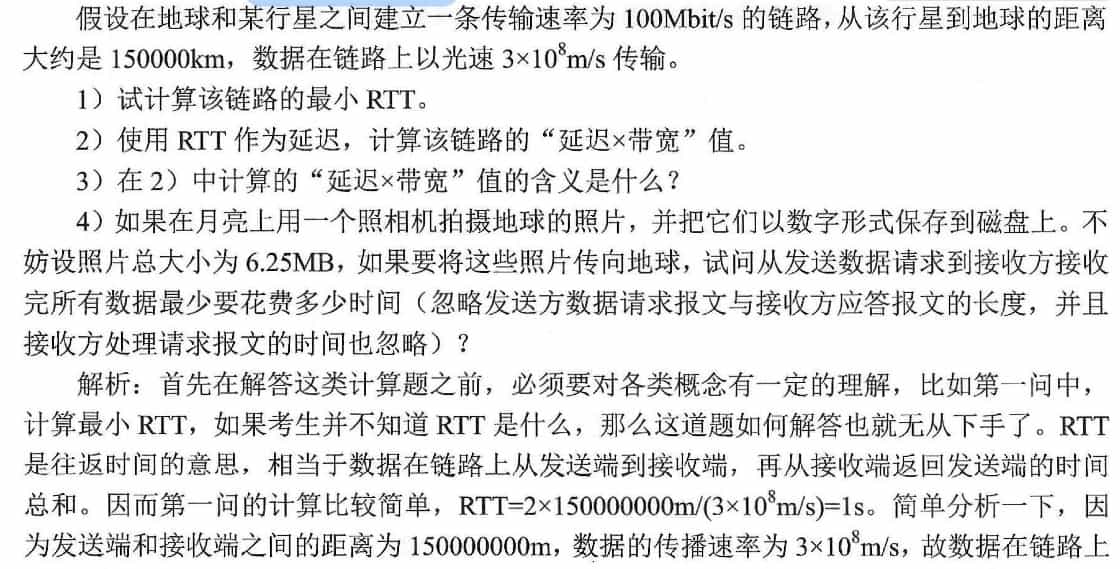 假设在地球和某行星之间建立一条传输速率为 100Mbit/s 的链路，从该行星到地球的距离
大约是 150000km，数据在链路上以光速 3×10⁸m/s 传输。
1）试计算该链路的最小 RTT。
2）使用 RTT 作为延迟，计算该链路的“延迟×带宽”值。
3）在 2）中计算的“延迟×带宽”值的含义是什么？
4）如果在月亮上用一个照相机拍摄地球的照片，并把它们以数字形式保存到磁盘上。不
妨设照片总大小为 6.25MB，如果要将这些照片传向地球，试问从发送数据请求到接收方接收
完所有数据最少要花费多少时间（忽略发送方数据请求报文与接收方应答报文的长度，并且
接收方处理请求报文的时间也忽略）？
解析：首先在解答这类计算题之前，必须要对各类概念有一定的理解，比如第一问中，
计算最小 RTT，如果考生并不知道 RTT 是什么，那么这道题如何解答也就无从下手了。RTT
是往返时间的意思，相当于数据在链路上从发送端到接收端，再从接收端返回发送端的时间
总和。因而第一问的计算比较简单，RTT=2×150000000m/(3×10⁸m/s)=1s。简单分析一下，因
为发送端和接收端之间的距离为 150000000m，数据的传播速率为 3×10⁸m/s，故数据在链路上